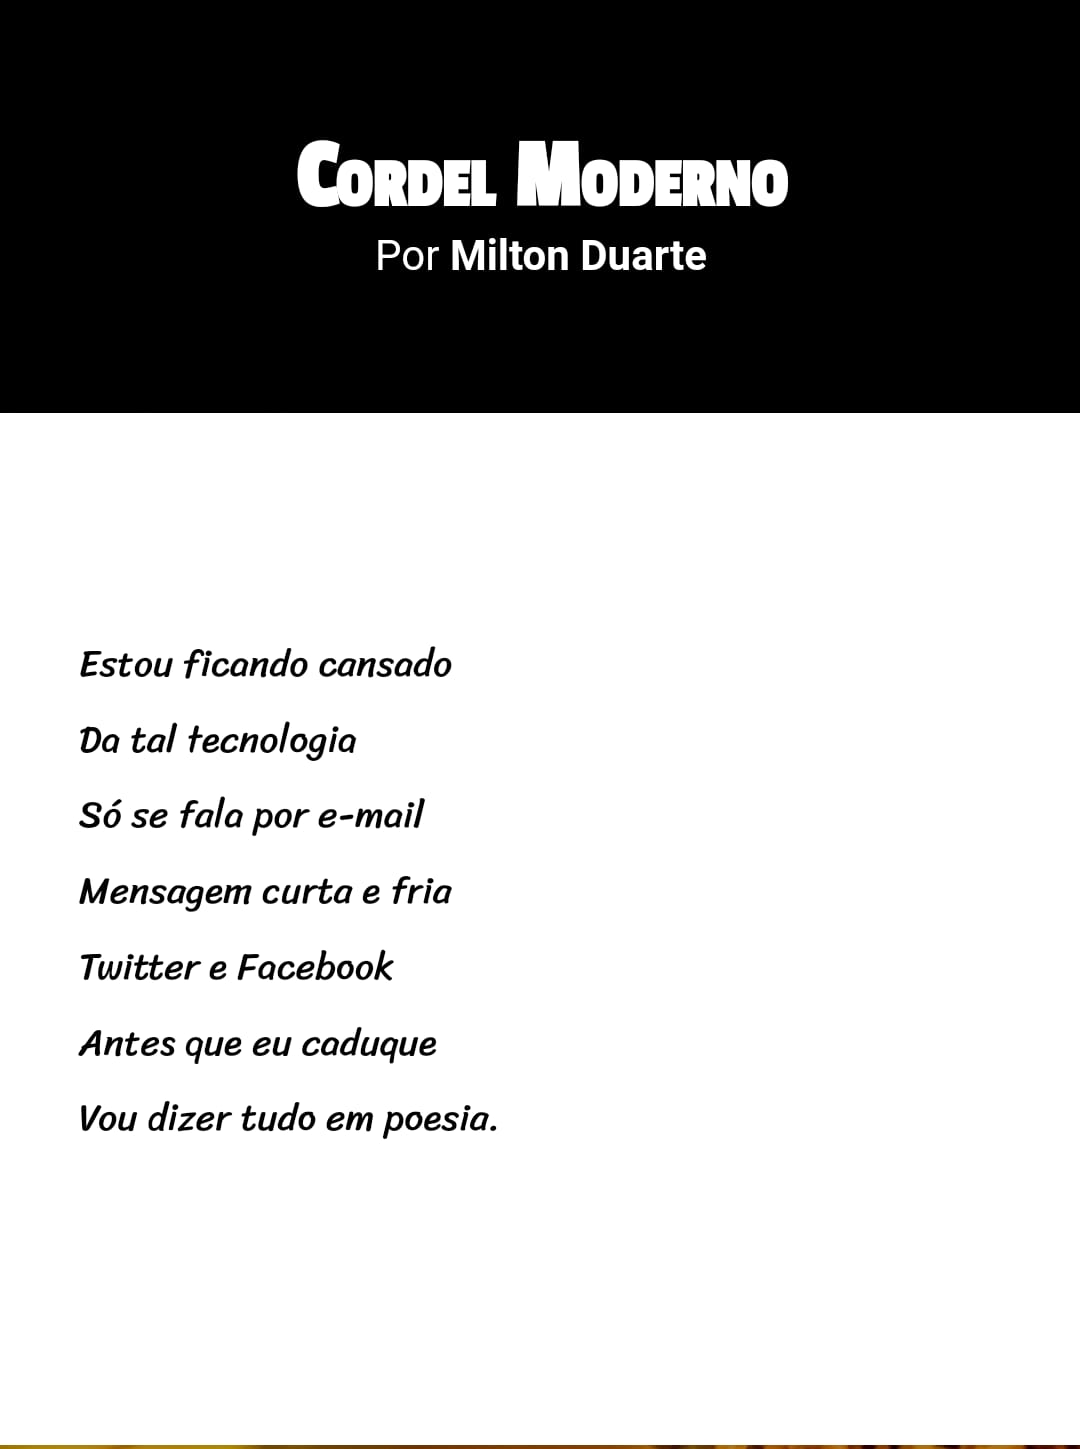 Cordel Moderno
Por Milton Duarte
Estou ficando cansado
Da tal tecnologia
Só se fala por e-mail
Mensagem curta e fria
Twitter e Facebook
Antes que eu caduque
Vou dizer tudo em poesia.